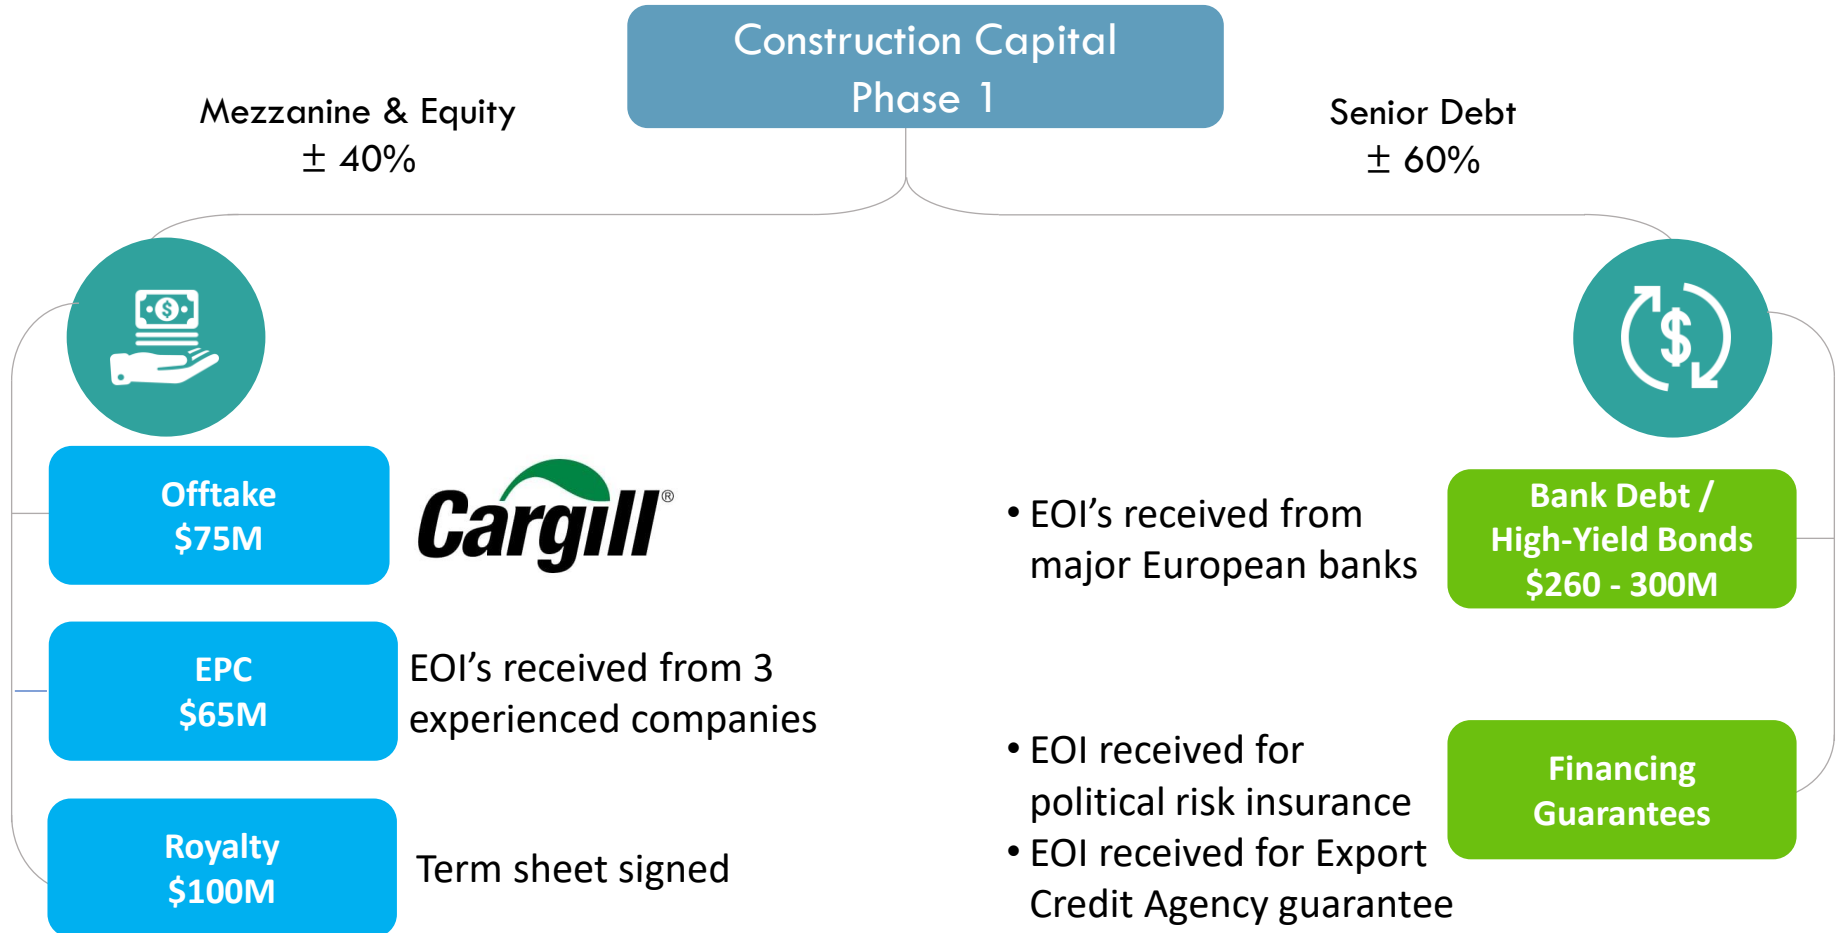 Construction Capital
Phase 1
Mezzanine & Equity
± 40%
Senior Debt
± 60%
Offtake
$75M
Cargill®
EPC
$65M
EOI’s received from 3
experienced companies
Royalty
$100M
Term sheet signed
• EOI’s received from
major European banks
Bank Debt /
High-Yield Bonds
$260 - 300M
• EOI received for
political risk insurance
• EOI received for Export
Credit Agency guarantee
Financing
Guarantees